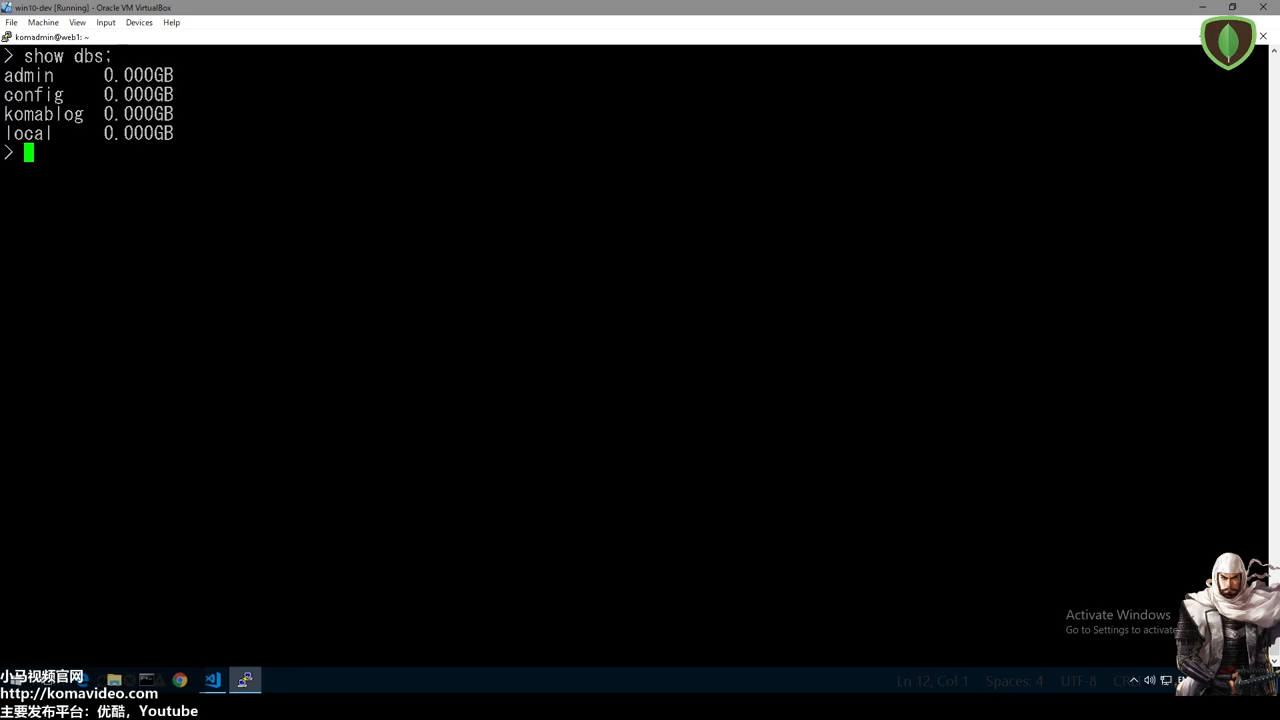 win10-dev [Running] - Oracle VM VirtualBox
File Machine View Input Devices Help
komadmin@web1: ~
> show dbs;
admin 0.000GB
config 0.000GB
komablog 0.000GB
local 0.000GB
>
Activate Windows
Go to Settings to activate
Ln 12, Col 1 Spaces: 4 UTF-8
小马视频官网
http://komavideo.com
主要发布平台：优酷，Youtube